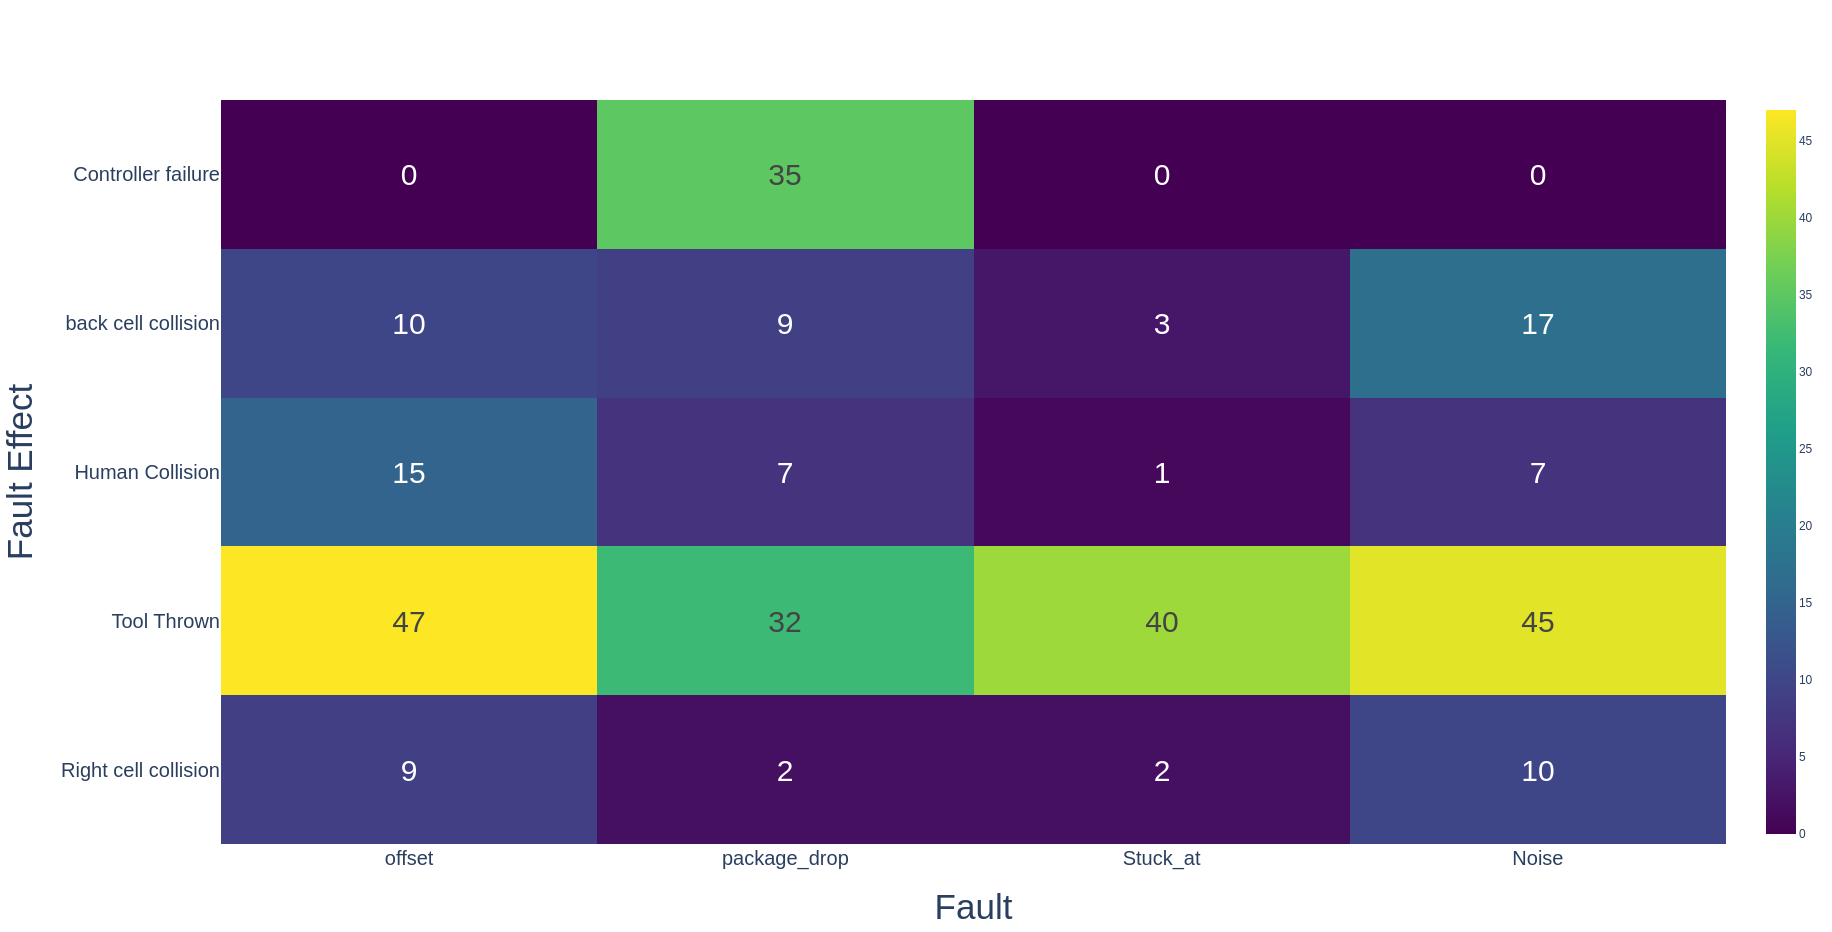 Fault Effect
Controller failure 0 35 0 0
back cell collision 10 9 3 17
Human Collision 15 7 1 7
Tool Thrown 47 32 40 45
Right cell collision 9 2 2 10
offset package_drop Stuck_at Noise
Fault
45
40
35
30
25
20
15
10
5
0